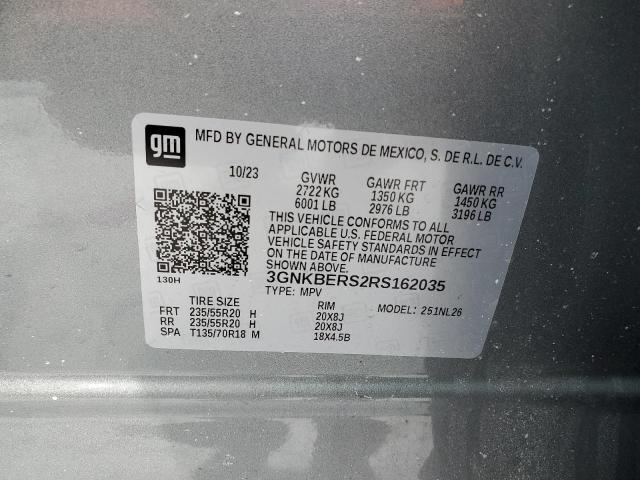 gm
MFD BY GENERAL MOTORS DE MEXICO, S. DE R.L. DE C.V.
10/23 GVWR GAWR FRT GAWR RR
2722 KG 1350 KG 1450 KG
6001 LB 2976 LB 3196 LB
THIS VEHICLE CONFORMS TO ALL
APPLICABLE U.S. FEDERAL MOTOR
VEHICLE SAFETY STANDARDS IN EFFECT
ON THE DATE OF MANUFACTURE
SHOWN ABOVE.
130H
3GNKBERS2RS162035
TYPE: MPV MODEL: 251NL26
TIRE SIZE RIM
FRT 235/55R20 H 20X8J
RR 235/55R20 H 20X8J
SPA T135/70R18 M 18X4.5B